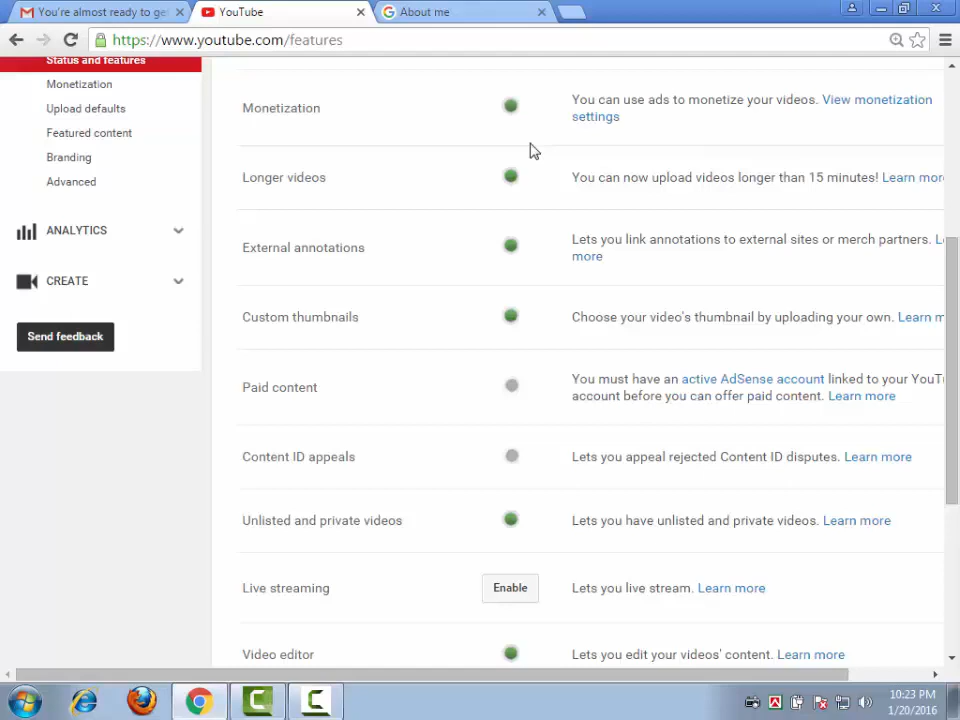 You're almost ready to ge
YouTube
About me
https://www.youtube.com/features
Status and features
Monetization
Upload defaults
Featured content
Branding
Advanced
ANALYTICS
CREATE
Send feedback
Monetization
You can use ads to monetize your videos. View monetization
settings
Longer videos
You can now upload videos longer than 15 minutes! Learn mor
External annotations
Lets you link annotations to external sites or merch partners. L
more
Custom thumbnails
Choose your video's thumbnail by uploading your own. Learn m
Paid content
You must have an active AdSense account linked to your YouT
account before you can offer paid content. Learn more
Content ID appeals
Lets you appeal rejected Content ID disputes. Learn more
Unlisted and private videos
Lets you have unlisted and private videos. Learn more
Live streaming
Enable
Lets you live stream. Learn more
Video editor
Lets you edit your videos' content. Learn more
10:23 PM
1/20/2016